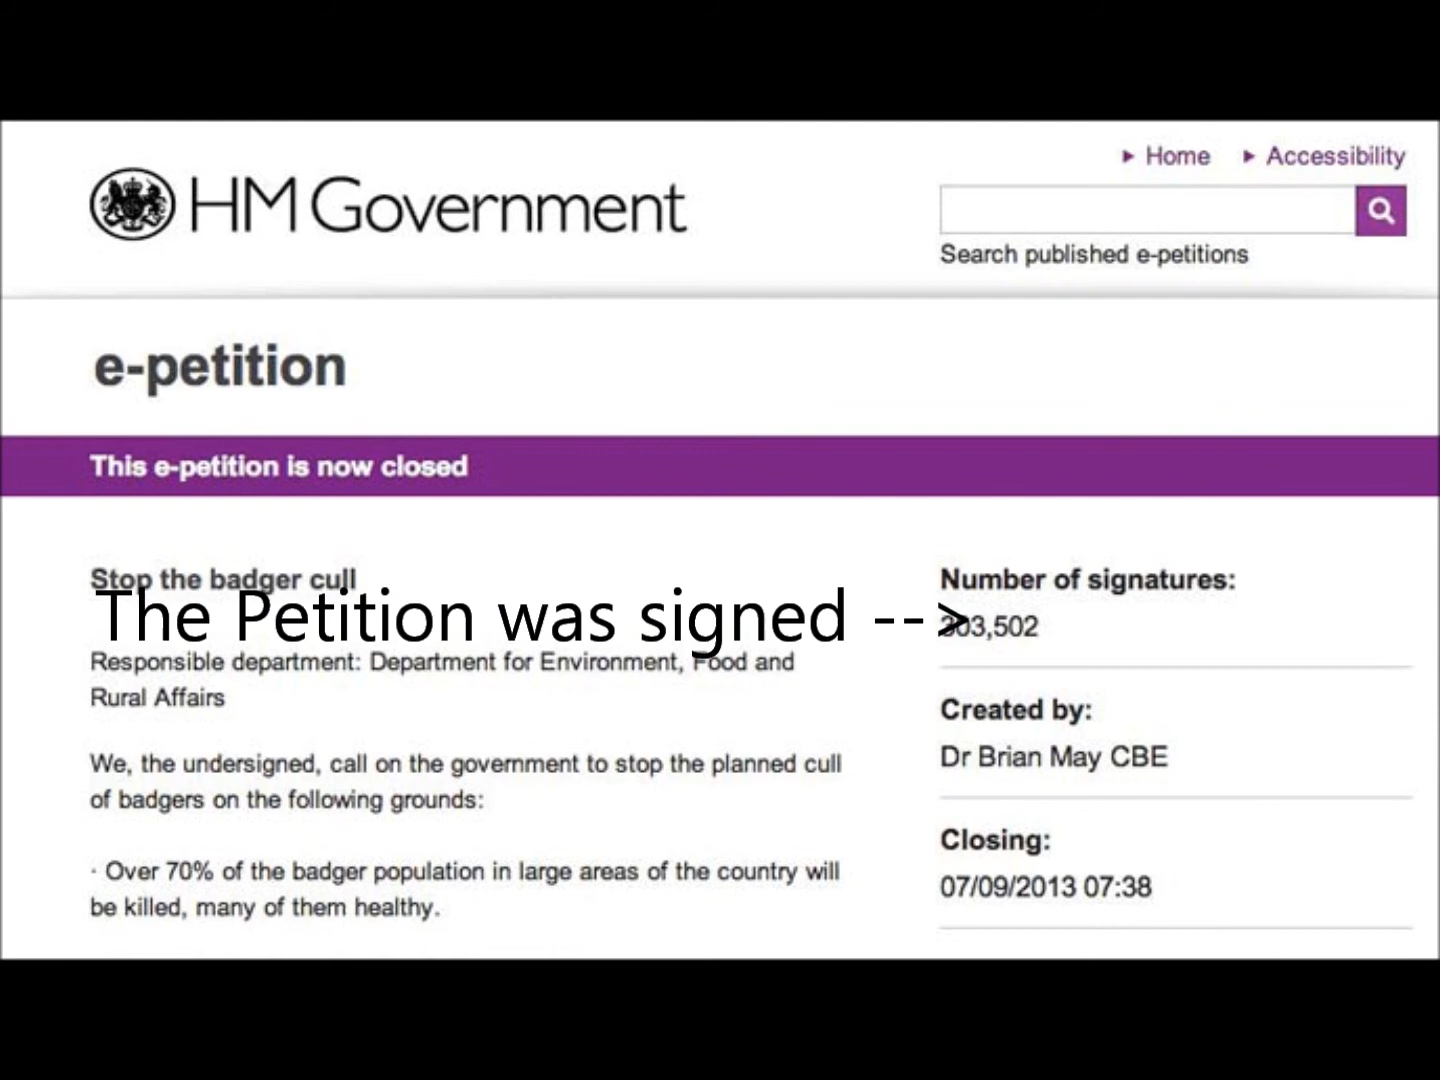 HM Government
Home Accessibility
Search published e-petitions
e-petition
This e-petition is now closed
Stop the badger cull
The Petition was signed -->
Responsible department: Department for Environment, Food and
Rural Affairs
We, the undersigned, call on the government to stop the planned cull
of badgers on the following grounds:
· Over 70% of the badger population in large areas of the country will
be killed, many of them healthy.
Number of signatures:
303,502
Created by:
Dr Brian May CBE
Closing:
07/09/2013 07:38